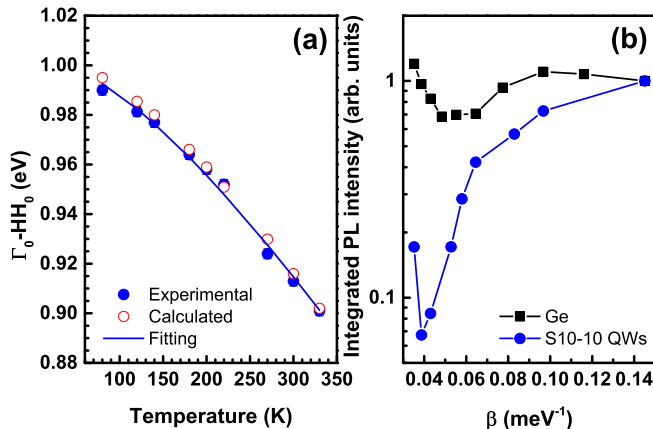 (a)
Γ₀-HH₀ (eV)
1.02
1.00
0.98
0.96
0.94
0.92
0.90
0.88
Experimental
Calculated
Fitting
100 150 200 250 300 350
Temperature (K)
(b)
Integrated PL intensity (arb. units)
1
0.1
Ge
S10-10 QWs
0.04 0.06 0.08 0.10 0.12 0.14
β (meV⁻¹)